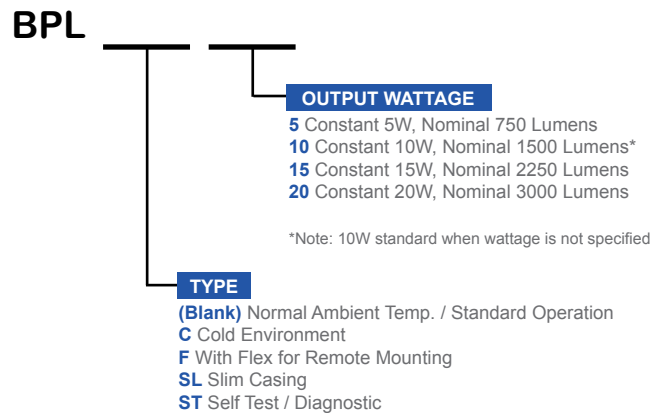 BPL
OUTPUT WATTAGE
5 Constant 5W, Nominal 750 Lumens
10 Constant 10W, Nominal 1500 Lumens*
15 Constant 15W, Nominal 2250 Lumens
20 Constant 20W, Nominal 3000 Lumens
*Note: 10W standard when wattage is not specified
TYPE
(Blank) Normal Ambient Temp. / Standard Operation
C Cold Environment
F With Flex for Remote Mounting
SL Slim Casing
ST Self Test / Diagnostic